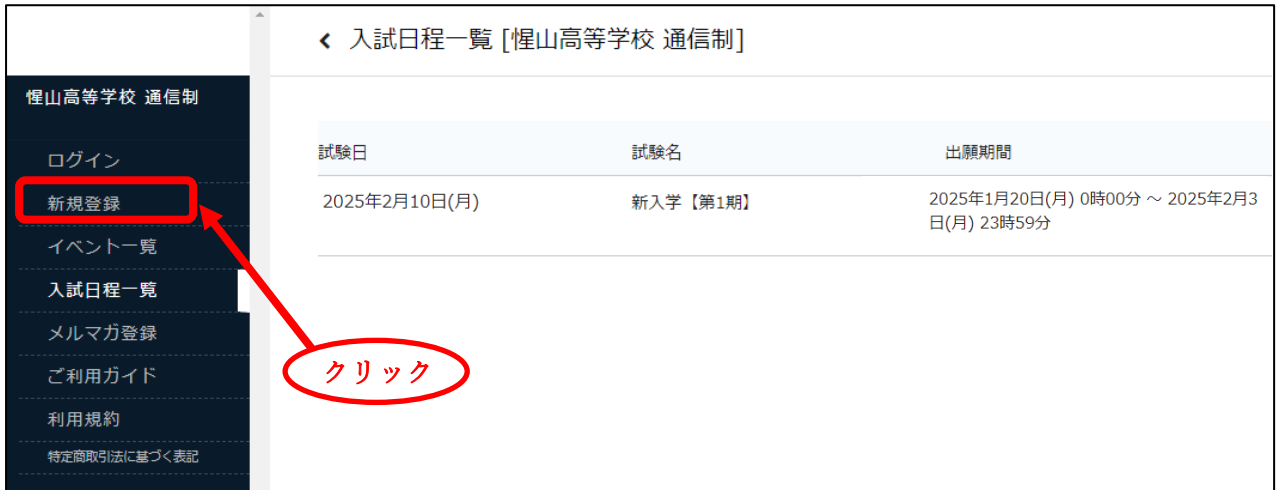 惺山高等学校 通信制
ログイン
新規登録
イベント一覧
入試日程一覧
メルマガ登録
ご利用ガイド
利用規約
特定商取引法に基づく表記
入試日程一覧 [惺山高等学校 通信制]
試験日 試験名 出願期間
2025年2月10日(月) 新入学【第1期】 2025年1月20日(月) 0時00分 ～ 2025年2月3
日(月) 23時59分
クリック